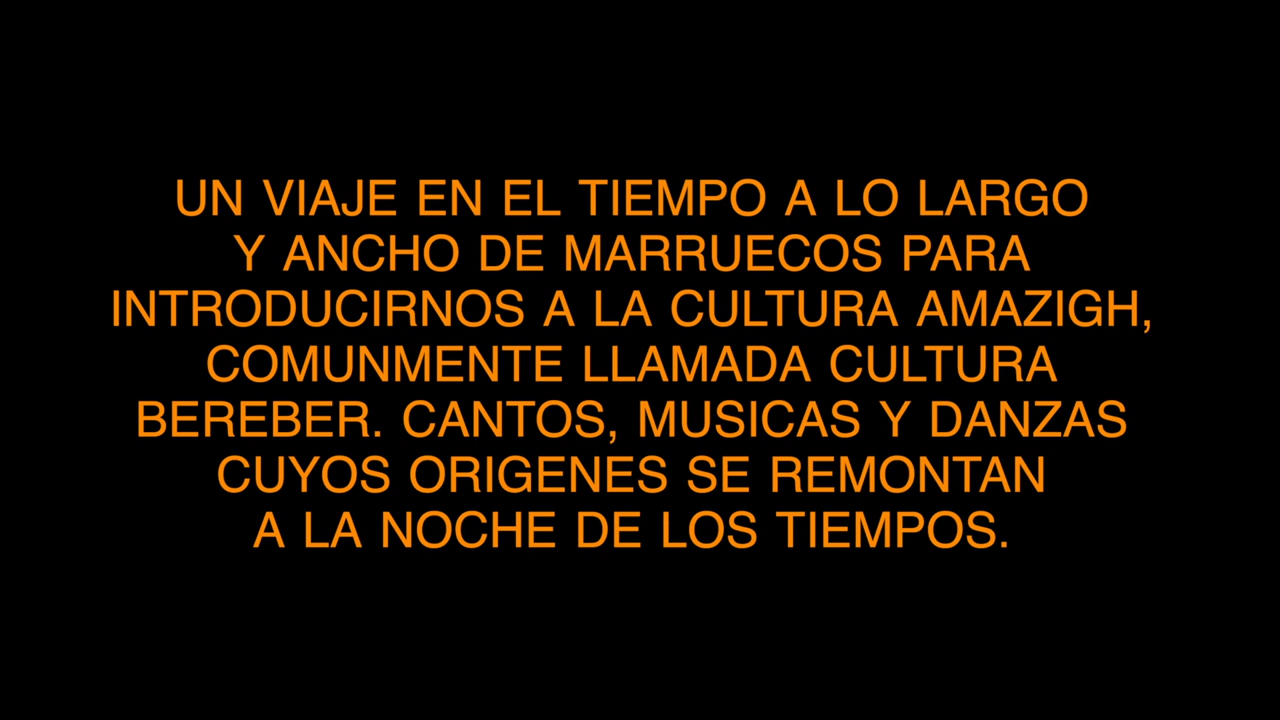 UN VIAJE EN EL TIEMPO A LO LARGO
Y ANCHO DE MARRUECOS PARA
INTRODUCIRNOS A LA CULTURA AMAZIGH,
COMUNMENTE LLAMADA CULTURA
BEREBER. CANTOS, MUSICAS Y DANZAS
CUYOS ORIGENES SE REMONTAN
A LA NOCHE DE LOS TIEMPOS.